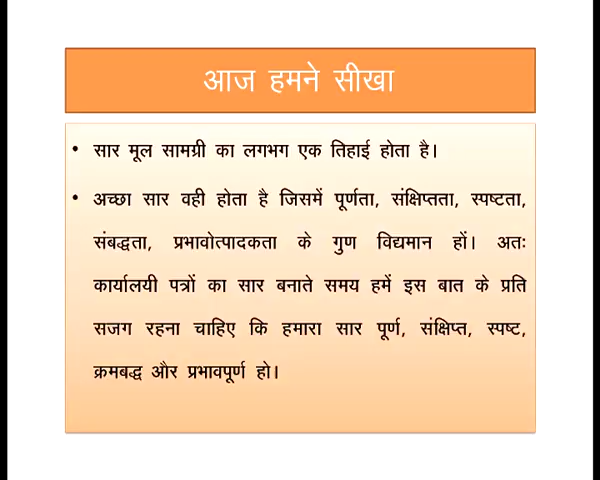 आज हमने सीखा
• सार मूल सामग्री का लगभग एक तिहाई होता है।
• अच्छा सार वही होता है जिसमें पूर्णता, संक्षिप्तता, स्पष्टता,
संबद्धता, प्रभावोत्पादकता के गुण विद्यमान हों। अतः
कार्यालयी पत्रों का सार बनाते समय हमें इस बात के प्रति
सजग रहना चाहिए कि हमारा सार पूर्ण, संक्षिप्त, स्पष्ट,
क्रमबद्ध और प्रभावपूर्ण हो।